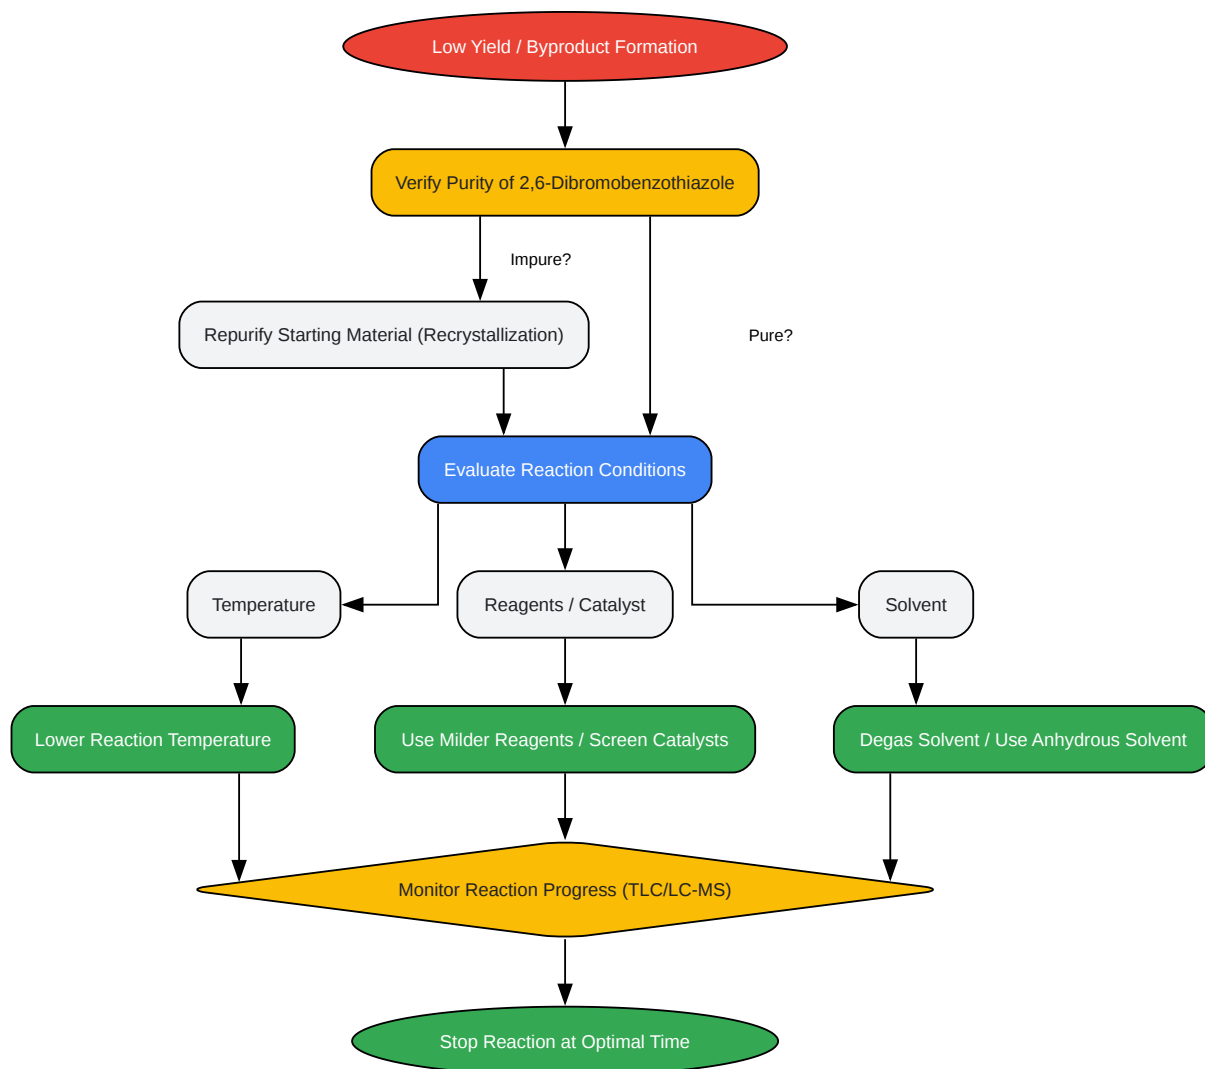 Low Yield / Byproduct Formation
Verify Purity of 2,6-Dibromobenzothiazole
Impure?
Repurify Starting Material (Recrystallization)
Pure?
Evaluate Reaction Conditions
Temperature
Reagents / Catalyst
Solvent
Lower Reaction Temperature
Use Milder Reagents / Screen Catalysts
Degas Solvent / Use Anhydrous Solvent
Monitor Reaction Progress (TLC/LC-MS)
Stop Reaction at Optimal Time